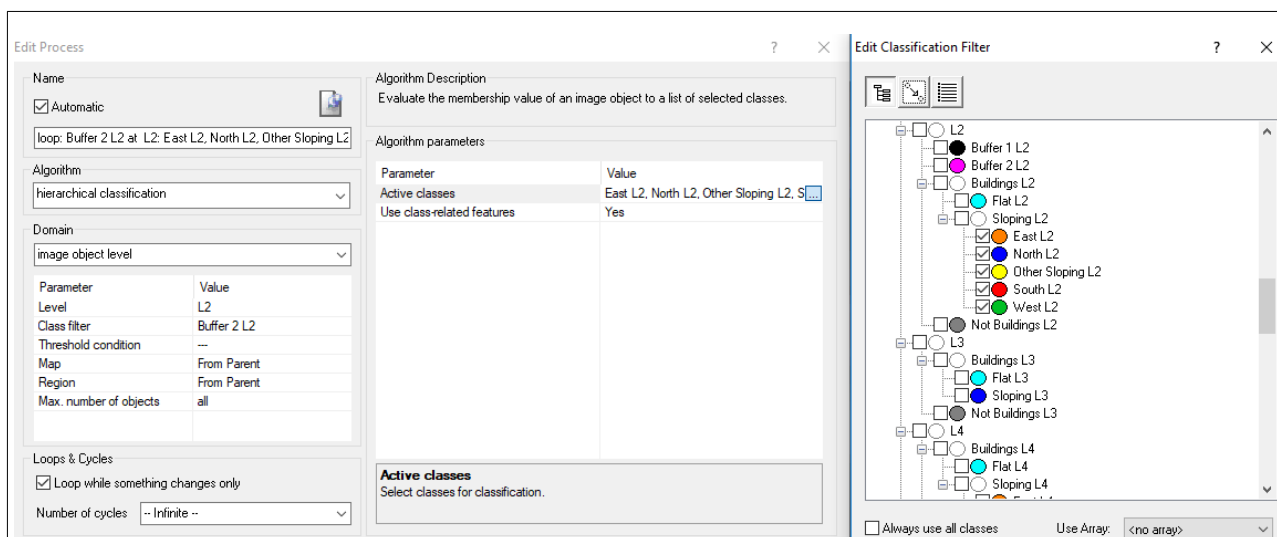 Edit Process ? ×
Name
Automatic
loop: Buffer 2 L2 at L2: East L2, North L2, Other Sloping L2
Algorithm
hierarchical classification
Domain
image object level
Parameter Value
Level L2
Class filter Buffer 2 L2
Threshold condition ---
Map From Parent
Region From Parent
Max. number of objects all
Loops & Cycles
Loop while something changes only
Number of cycles -- Infinite --
Algorithm Description
Evaluate the membership value of an image object to a list of selected classes.
Algorithm parameters
Parameter Value
Active classes East L2, North L2, Other Sloping L2, S ...
Use class-related features Yes
Active classes
Select classes for classification.
Edit Classification Filter ? ×
L2
Buffer 1 L2
Buffer 2 L2
Buildings L2
Flat L2
Sloping L2
East L2
North L2
Other Sloping L2
South L2
West L2
Not Buildings L2
L3
Buildings L3
Flat L3
Sloping L3
Not Buildings L3
L4
Buildings L4
Flat L4
Sloping L4
Always use all classes Use Array: <no array>